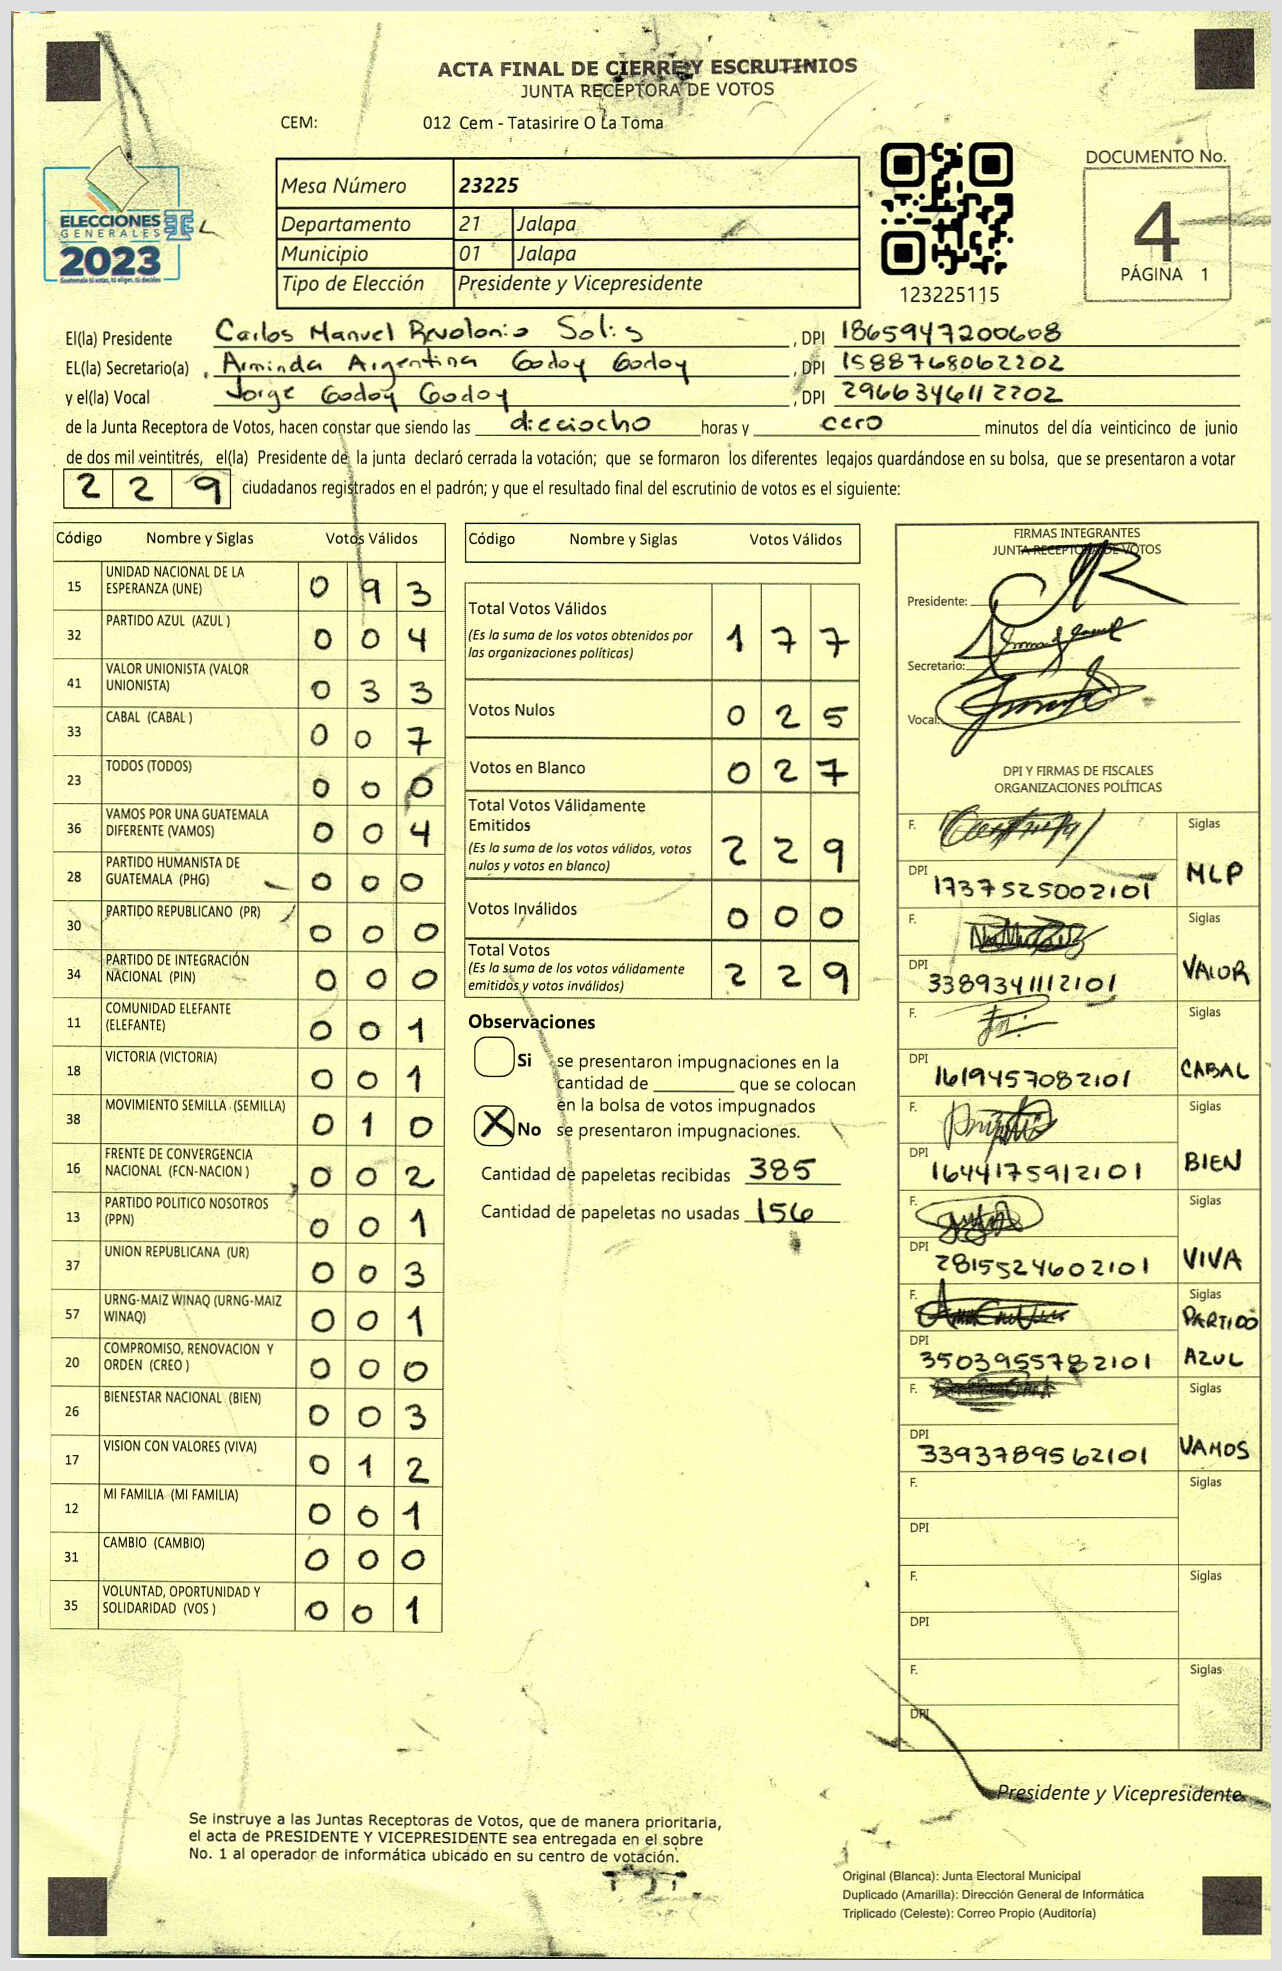 ACTA FINAL DE CIERRE Y ESCRUTINIOS
JUNTA RECEPTORA DE VOTOS
CEM: 012 Cem - Tatasirire O La Toma
ELECCIONES
GENERALES
2023
Mesa Número 23225
Departamento 21 Jalapa
Municipio 01 Jalapa
Tipo de Elección Presidente y Vicepresidente
123225115
DOCUMENTO No.
4
PÁGINA 1
El(la) Presidente Carlos Manuel Revolorio Solis, DPI 1865947200608
EL(la) Secretario(a) Arminda Argentina Godoy Godoy, DPI 1588768062202
y el(la) Vocal Jorge Godoy Godoy, DPI 2966346112202
de la Junta Receptora de Votos, hacen constar que siendo las dieciocho horas y cero minutos del día veinticinco de junio
de dos mil veintitrés, el(la) Presidente de la junta declaró cerrada la votación; que se formaron los diferentes legajos guardándose en su bolsa, que se presentaron a votar
2 2 9 ciudadanos registrados en el padrón; y que el resultado final del escrutinio de votos es el siguiente:
Código Nombre y Siglas Votos Válidos
15 UNIDAD NACIONAL DE LA ESPERANZA (UNE) 0 9 3
32 PARTIDO AZUL (AZUL ) 0 0 4
41 VALOR UNIONISTA (VALOR UNIONISTA) 0 3 3
33 CABAL (CABAL ) 0 0 7
23 TODOS (TODOS) 0 0 0
36 VAMOS POR UNA GUATEMALA DIFERENTE (VAMOS) 0 0 4
28 PARTIDO HUMANISTA DE GUATEMALA (PHG) 0 0 0
30 PARTIDO REPUBLICANO (PR) 0 0 0
34 PARTIDO DE INTEGRACIÓN NACIONAL (PIN) 0 0 0
11 COMUNIDAD ELEFANTE (ELEFANTE) 0 0 1
18 VICTORIA (VICTORIA) 0 0 1
38 MOVIMIENTO SEMILLA (SEMILLA) 0 1 0
16 FRENTE DE CONVERGENCIA NACIONAL (FCN-NACION ) 0 0 2
13 PARTIDO POLITICO NOSOTROS (PPN) 0 0 1
37 UNION REPUBLICANA (UR) 0 0 3
57 URNG-MAIZ WINAQ (URNG-MAIZ WINAQ) 0 0 1
20 COMPROMISO, RENOVACION Y ORDEN (CREO ) 0 0 0
26 BIENESTAR NACIONAL (BIEN) 0 0 3
17 VISION CON VALORES (VIVA) 0 1 2
12 MI FAMILIA (MI FAMILIA) 0 0 1
31 CAMBIO (CAMBIO) 0 0 0
35 VOLUNTAD, OPORTUNIDAD Y SOLIDARIDAD (VOS ) 0 0 1
Código Nombre y Siglas Votos Válidos
Total Votos Válidos 1 7 7
(Es la suma de los votos obtenidos por
las organizaciones políticas)
Votos Nulos 0 2 5
Votos en Blanco 0 2 7
Total Votos Válidamente
Emitidos 2 2 9
(Es la suma de los votos válidos, votos
nulos y votos en blanco)
Votos Inválidos 0 0 0
Total Votos 2 2 9
(Es la suma de los votos válidamente
emitidos y votos inválidos)
Observaciones
Si se presentaron impugnaciones en la
cantidad de ________ que se colocan
en la bolsa de votos impugnados
X No se presentaron impugnaciones.
Cantidad de papeletas recibidas 385
Cantidad de papeletas no usadas 156
FIRMAS INTEGRANTES
JUNTA RECEPTORA DE VOTOS
Presidente:
Secretario:
Vocal:
DPI Y FIRMAS DE FISCALES
ORGANIZACIONES POLÍTICAS
F. Siglas
DPI 1737525002101 MLP
F. Siglas
DPI 3389341112101 VALOR
F. Siglas
DPI 1619457082101 CABAL
F. Siglas
DPI 1644175912101 BIEN
F. Siglas
DPI 2815524602101 VIVA
F. Siglas
DPI 3503955782101 PARTIDO AZUL
F. Siglas
DPI 3393789562101 VAMOS
F. Siglas
DPI
F. Siglas
DPI
F. Siglas
DPI
Presidente y Vicepresidente
Se instruye a las Juntas Receptoras de Votos, que de manera prioritaria,
el acta de PRESIDENTE Y VICEPRESIDENTE sea entregada en el sobre
No. 1 al operador de informática ubicado en su centro de votación.
Original (Blanca): Junta Electoral Municipal
Duplicado (Amarilla): Dirección General de Informática
Triplicado (Celeste): Correo Propio (Auditoría)